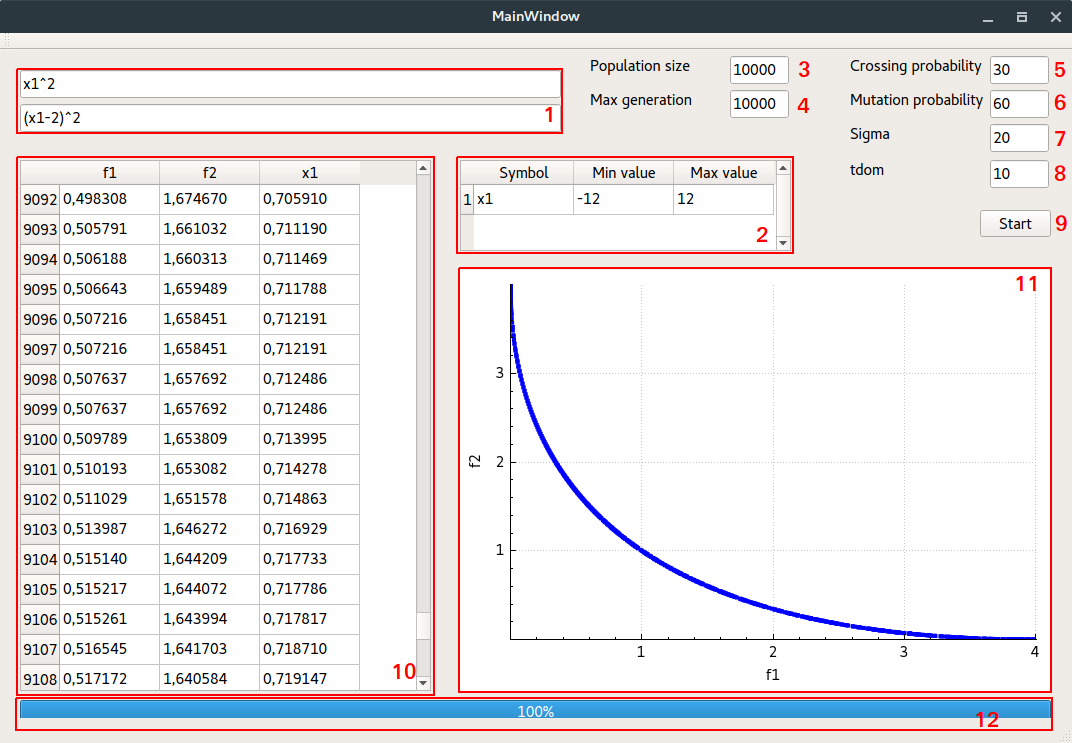 MainWindow
x1^2
(x1-2)^2
1
Population size 10000 3
Max generation 10000 4
Crossing probability 30 5
Mutation probability 60 6
Sigma 20 7
tdom 10 8
Start 9
f1 f2 x1
9092 0,498308 1,674670 0,705910
9093 0,505791 1,661032 0,711190
9094 0,506188 1,660313 0,711469
9095 0,506643 1,659489 0,711788
9096 0,507216 1,658451 0,712191
9097 0,507216 1,658451 0,712191
9098 0,507637 1,657692 0,712486
9099 0,507637 1,657692 0,712486
9100 0,509789 1,653809 0,713995
9101 0,510193 1,653082 0,714278
9102 0,511029 1,651578 0,714863
9103 0,513987 1,646272 0,716929
9104 0,515140 1,644209 0,717733
9105 0,515217 1,644072 0,717786
9106 0,515261 1,643994 0,717817
9107 0,516545 1,641703 0,718710
9108 0,517172 1,640584 0,719147
10
Symbol Min value Max value
1 x1 -12 12
2
11
3
2
1
f2
1 2 3 4
f1
100%
12